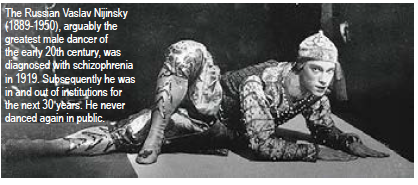 The Russian Vaslav Nijinsky
(1889-1950), arguably the
greatest male dancer of
the early 20th century, was
diagnosed with schizophrenia
in 1919. Subsequently he was
in and out of institutions for
the next 30 years. He never
danced again in public.